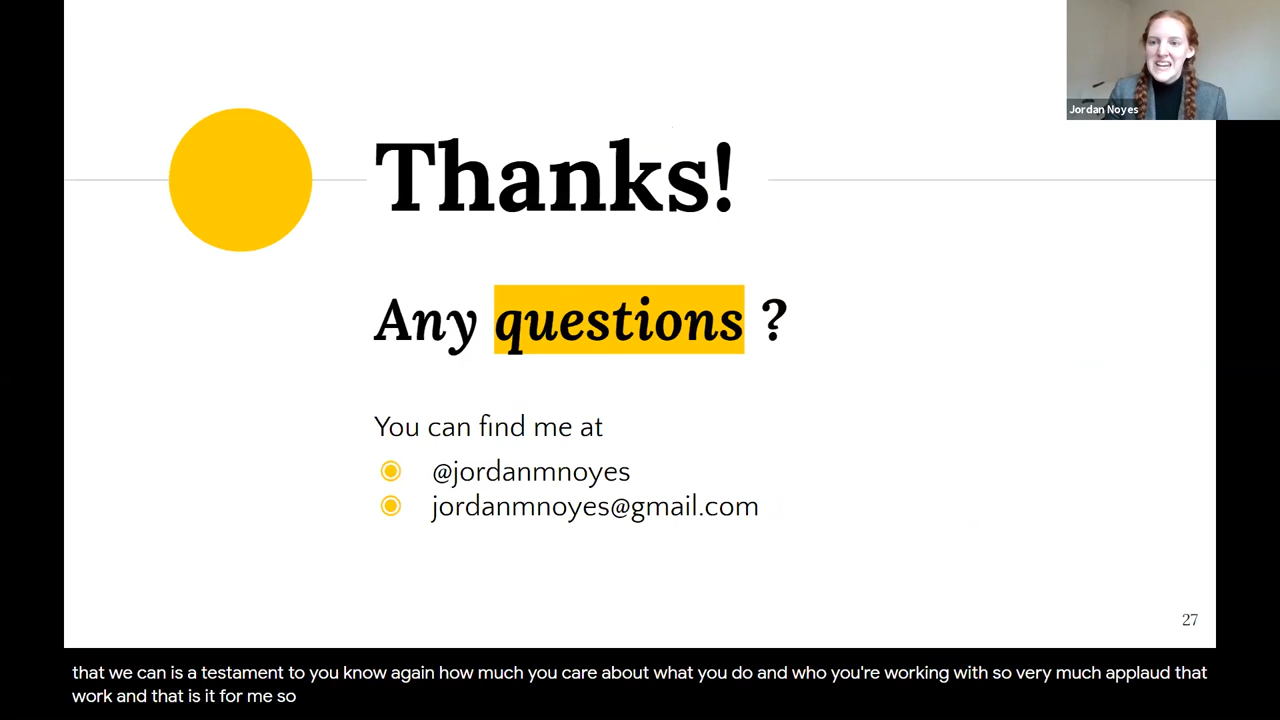 Jordan Noyes
Thanks!
Any questions ?
You can find me at
@jordanmnoyes
jordanmnoyes@gmail.com
27
that we can is a testament to you know again how much you care about what you do and who you're working with so very much applaud that
work and that is it for me so